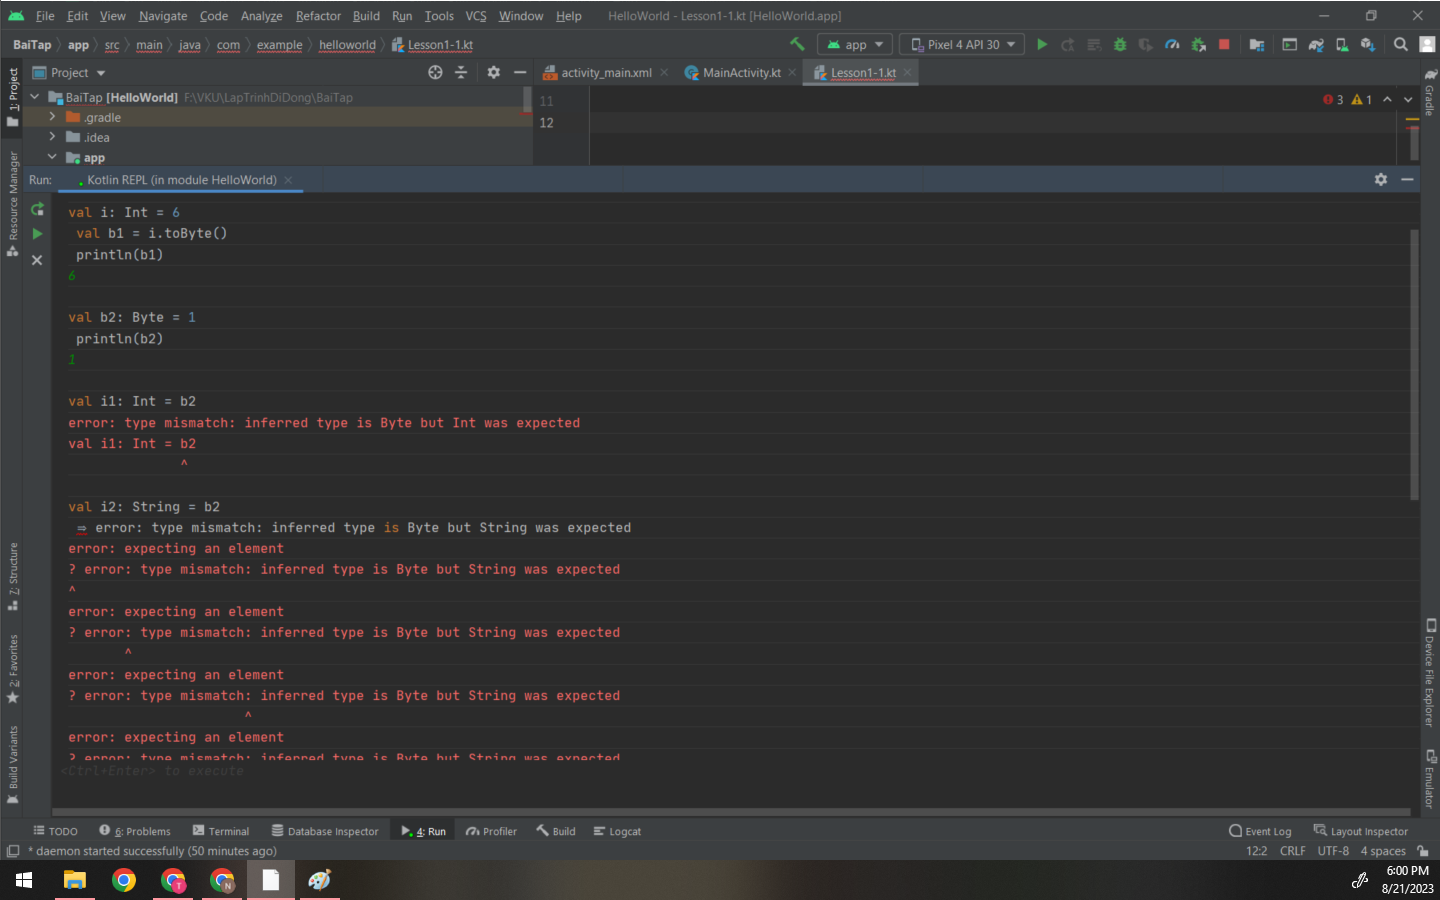 File Edit View Navigate Code Analyze Refactor Build Run Tools VCS Window Help HelloWorld - Lesson1-1.kt [HelloWorld.app]
BaiTap app src main java com example helloworld Lesson1-1.kt app Pixel 4 API 30
Project activity_main.xml MainActivity.kt Lesson1-1.kt
BaiTap [HelloWorld] F:\VKU\LapTrinhDiDong\BaiTap 11 3 1
.gradle 12
.idea
app
1: Project
Resource Manager
7: Structure
2: Favorites
Build Variants
Gradle
Device File Explorer
Emulator
Run: Kotlin REPL (in module HelloWorld)
val i: Int = 6
val b1 = i.toByte()
println(b1)
6
val b2: Byte = 1
println(b2)
1
val i1: Int = b2
error: type mismatch: inferred type is Byte but Int was expected
val i1: Int = b2
^
val i2: String = b2
⇒ error: type mismatch: inferred type is Byte but String was expected
error: expecting an element
? error: type mismatch: inferred type is Byte but String was expected
^
error: expecting an element
? error: type mismatch: inferred type is Byte but String was expected
^
error: expecting an element
? error: type mismatch: inferred type is Byte but String was expected
^
error: expecting an element
? error: type mismatch: inferred type is Byte but String was expected
<Ctrl+Enter> to execute
TODO 6: Problems Terminal Database Inspector 4: Run Profiler Build Logcat Event Log Layout Inspector
* daemon started successfully (50 minutes ago) 12:2 CRLF UTF-8 4 spaces
T N
6:00 PM
8/21/2023